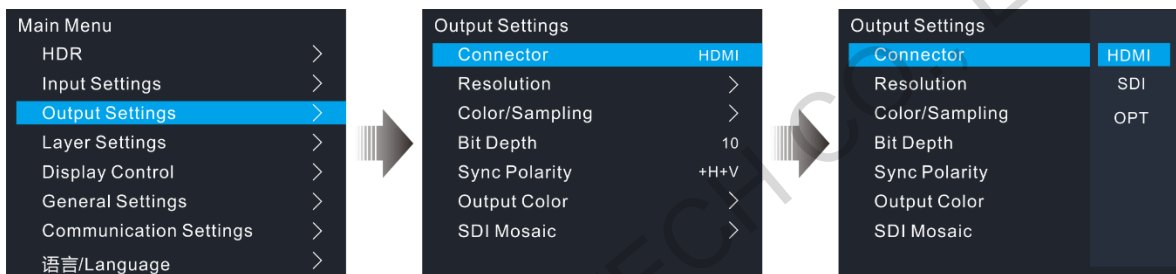 Main Menu
HDR >
Input Settings >
Output Settings >
Layer Settings >
Display Control >
General Settings >
Communication Settings >
语言/Language >
Output Settings
Connector HDMI
Resolution >
Color/Sampling >
Bit Depth 10
Sync Polarity +H+V
Output Color >
SDI Mosaic >
Output Settings
Connector HDMI
Resolution SDI
Color/Sampling OPT
Bit Depth
Sync Polarity
Output Color
SDI Mosaic